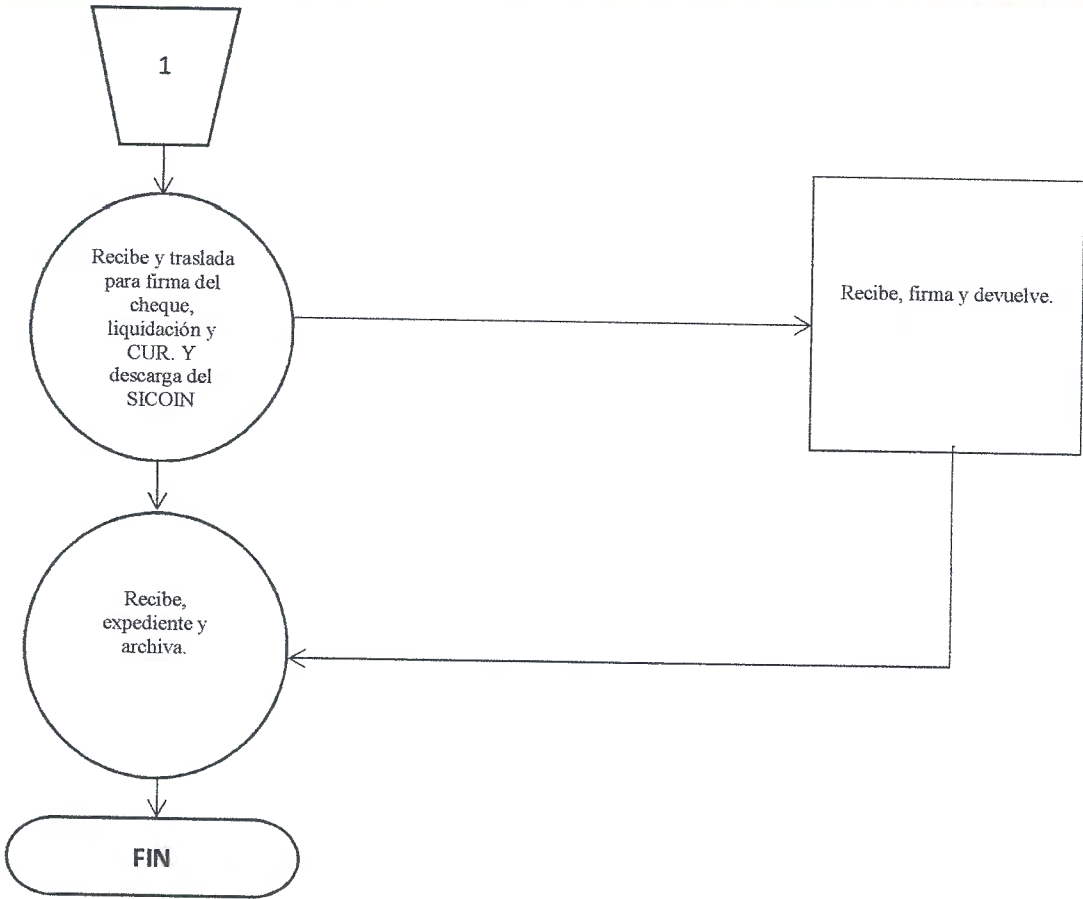 1
Recibe y traslada
para firma del
cheque,
liquidación y
CUR. Y
descarga del
SICOIN
Recibe, firma y devuelve.
Recibe,
expediente y
archiva.
FIN